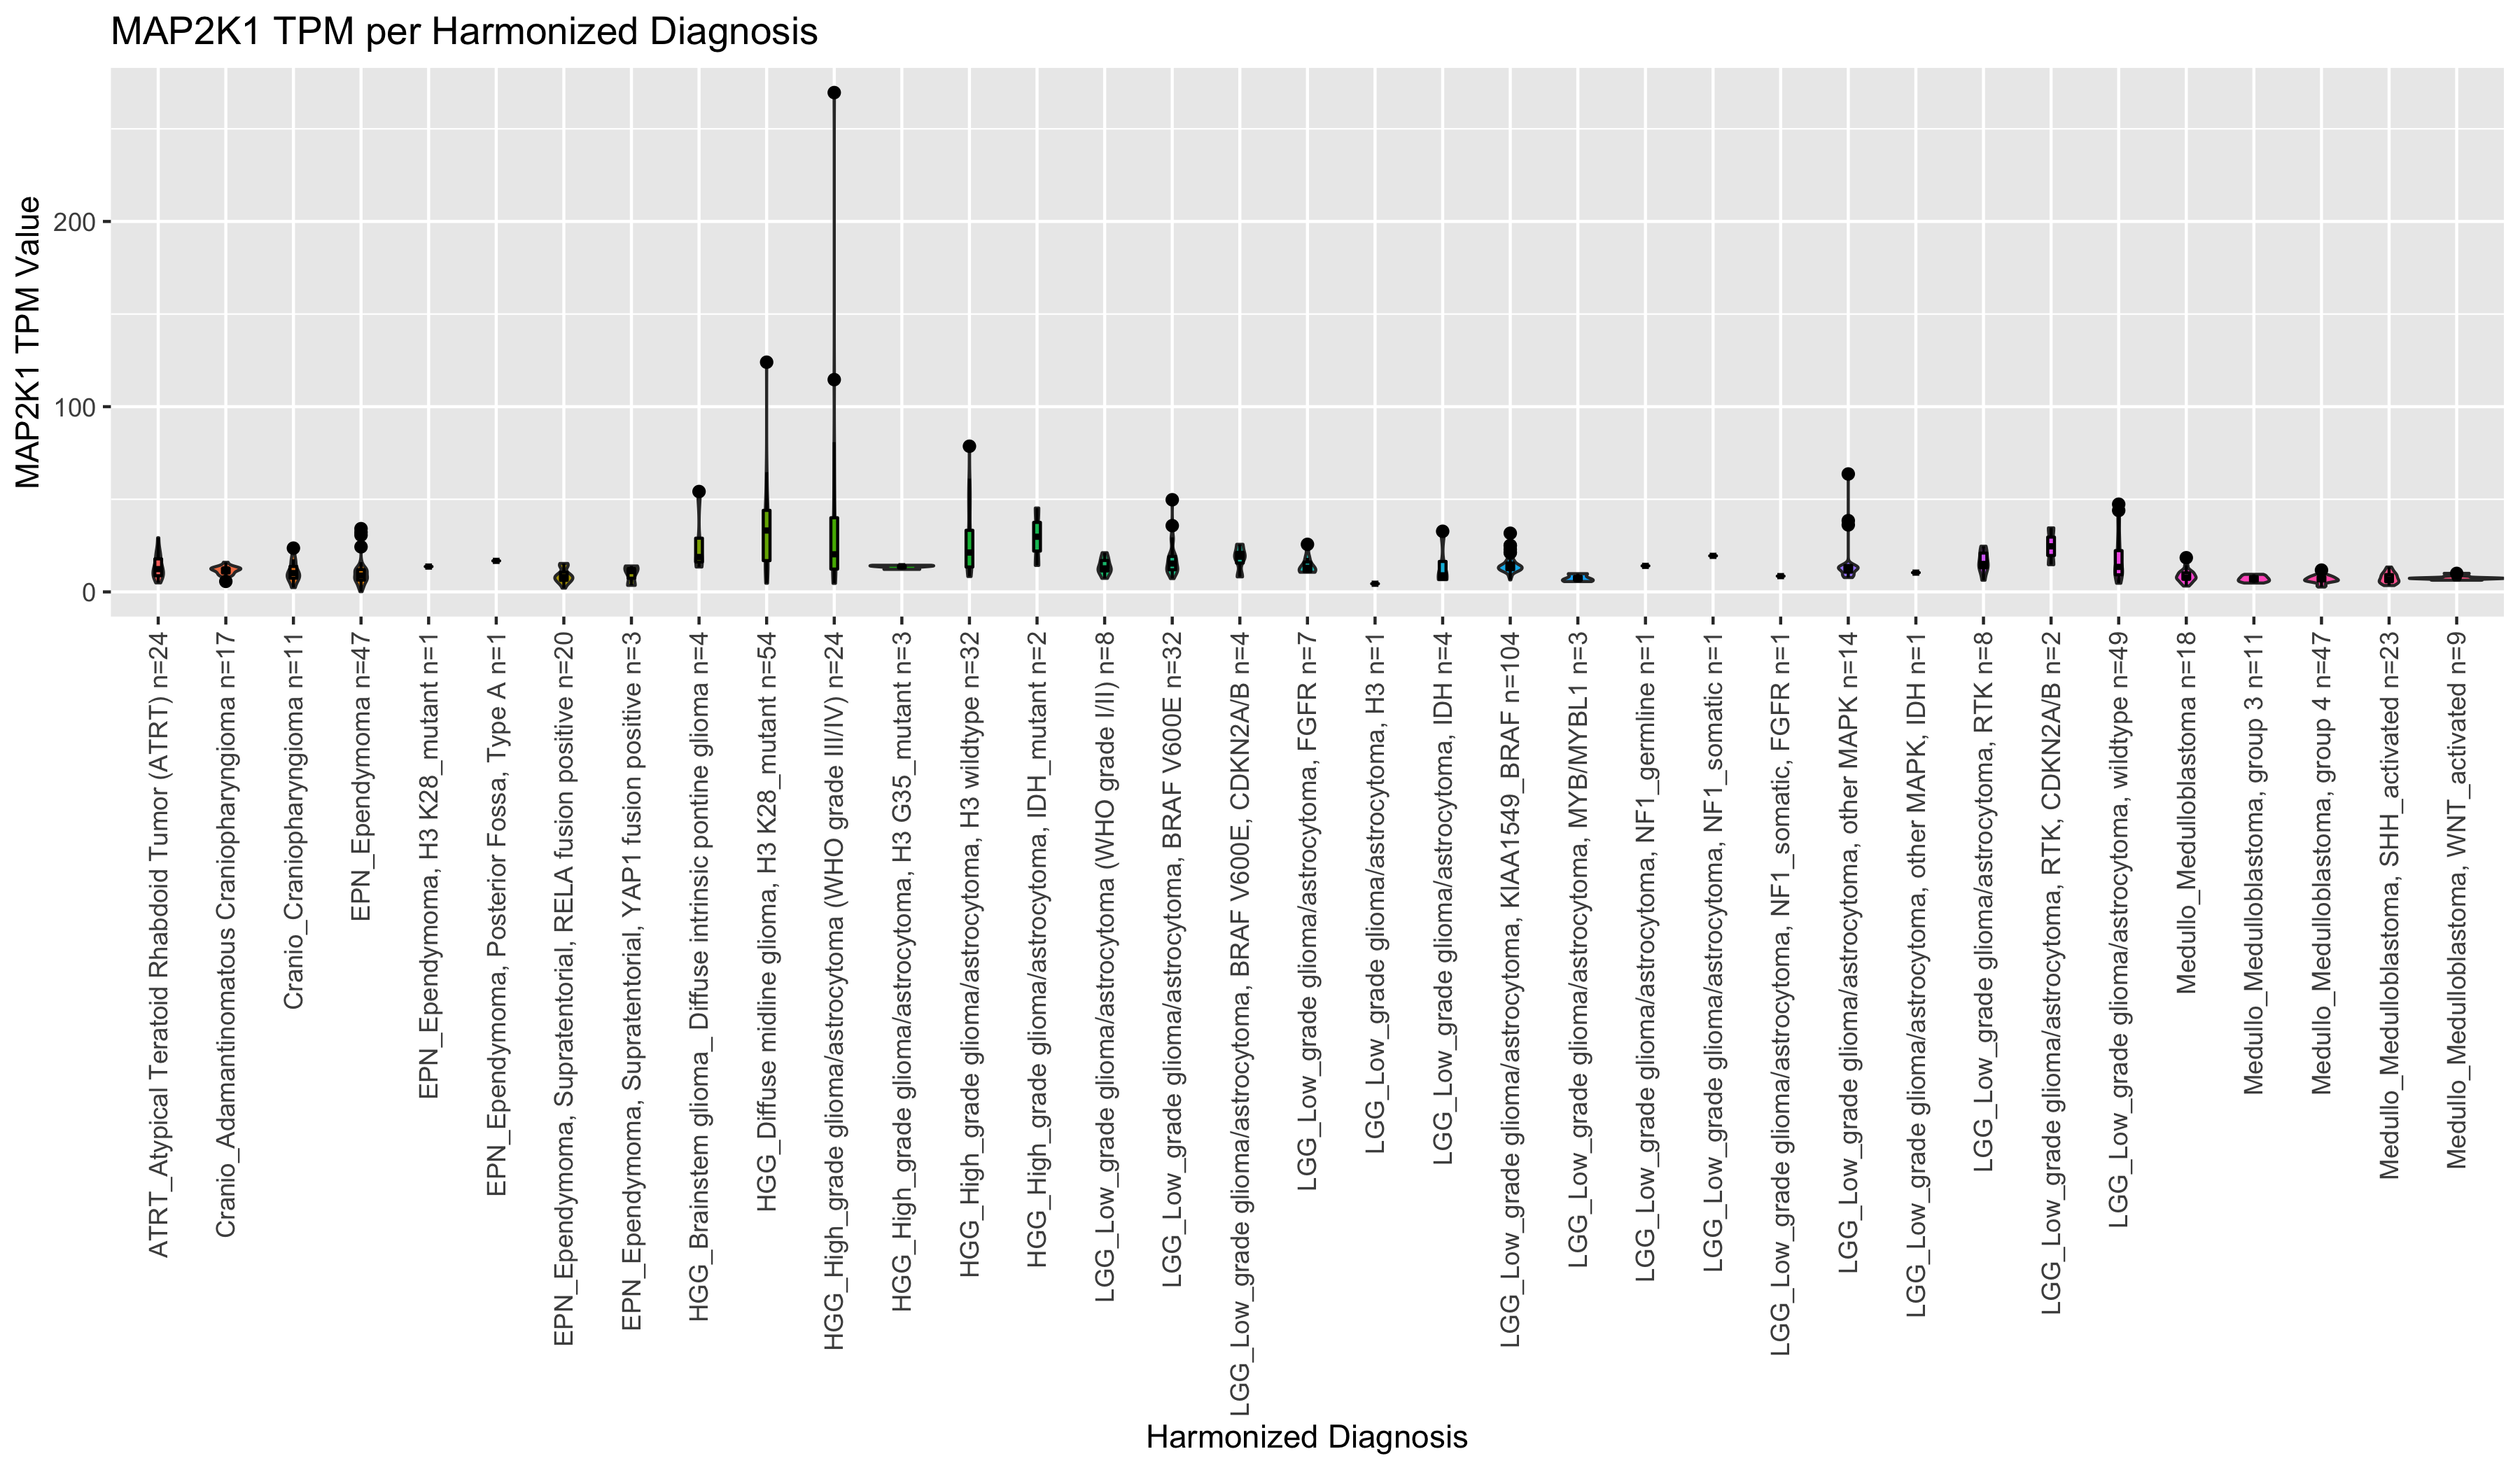 MAP2K1 TPM per Harmonized Diagnosis
MAP2K1 TPM Value
200
100
0
ATRT_Atypical Teratoid Rhabdoid Tumor (ATRT) n=24
Cranio_Adamantinomatous Craniopharyngioma n=17
Cranio_Craniopharyngioma n=11
EPN_Ependymoma n=47
EPN_Ependymoma, H3 K28_mutant n=1
EPN_Ependymoma, Posterior Fossa, Type A n=1
EPN_Ependymoma, Supratentorial, RELA fusion positive n=20
EPN_Ependymoma, Supratentorial, YAP1 fusion positive n=3
HGG_Brainstem glioma_ Diffuse intrinsic pontine glioma n=4
HGG_Diffuse midline glioma, H3 K28_mutant n=54
HGG_High_grade glioma/astrocytoma (WHO grade III/IV) n=24
HGG_High_grade glioma/astrocytoma, H3 G35_mutant n=3
HGG_High_grade glioma/astrocytoma, H3 wildtype n=32
HGG_High_grade glioma/astrocytoma, IDH_mutant n=2
LGG_Low_grade glioma/astrocytoma (WHO grade I/II) n=8
LGG_Low_grade glioma/astrocytoma, BRAF V600E n=32
LGG_Low_grade glioma/astrocytoma, BRAF V600E, CDKN2A/B n=4
LGG_Low_grade glioma/astrocytoma, FGFR n=7
LGG_Low_grade glioma/astrocytoma, H3 n=1
LGG_Low_grade glioma/astrocytoma, IDH n=4
LGG_Low_grade glioma/astrocytoma, KIAA1549_BRAF n=104
LGG_Low_grade glioma/astrocytoma, MYB/MYBL1 n=3
LGG_Low_grade glioma/astrocytoma, NF1_germline n=1
LGG_Low_grade glioma/astrocytoma, NF1_somatic n=1
LGG_Low_grade glioma/astrocytoma, NF1_somatic, FGFR n=1
LGG_Low_grade glioma/astrocytoma, other MAPK n=14
LGG_Low_grade glioma/astrocytoma, other MAPK, IDH n=1
LGG_Low_grade glioma/astrocytoma, RTK n=8
LGG_Low_grade glioma/astrocytoma, RTK, CDKN2A/B n=2
LGG_Low_grade glioma/astrocytoma, wildtype n=49
Medullo_Medulloblastoma n=18
Medullo_Medulloblastoma, group 3 n=11
Medullo_Medulloblastoma, group 4 n=47
Medullo_Medulloblastoma, SHH_activated n=23
Medullo_Medulloblastoma, WNT_activated n=9
Harmonized Diagnosis